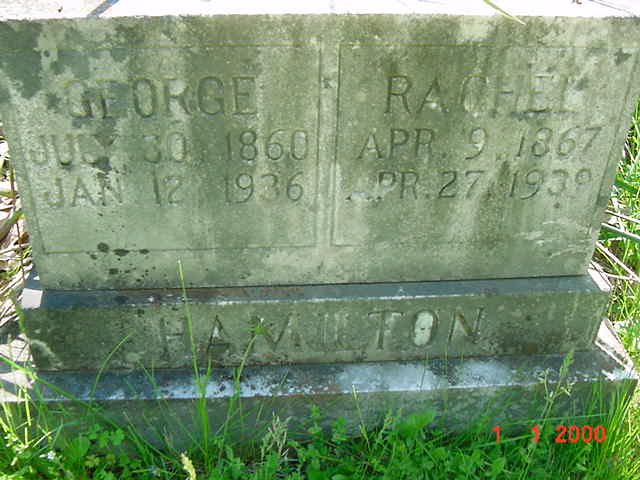 GEORGE
JULY 30, 1860
JAN 12, 1936
RACHEL
APR. 9, 1867
APR. 27, 1939
HAMILTON
1 1 2000